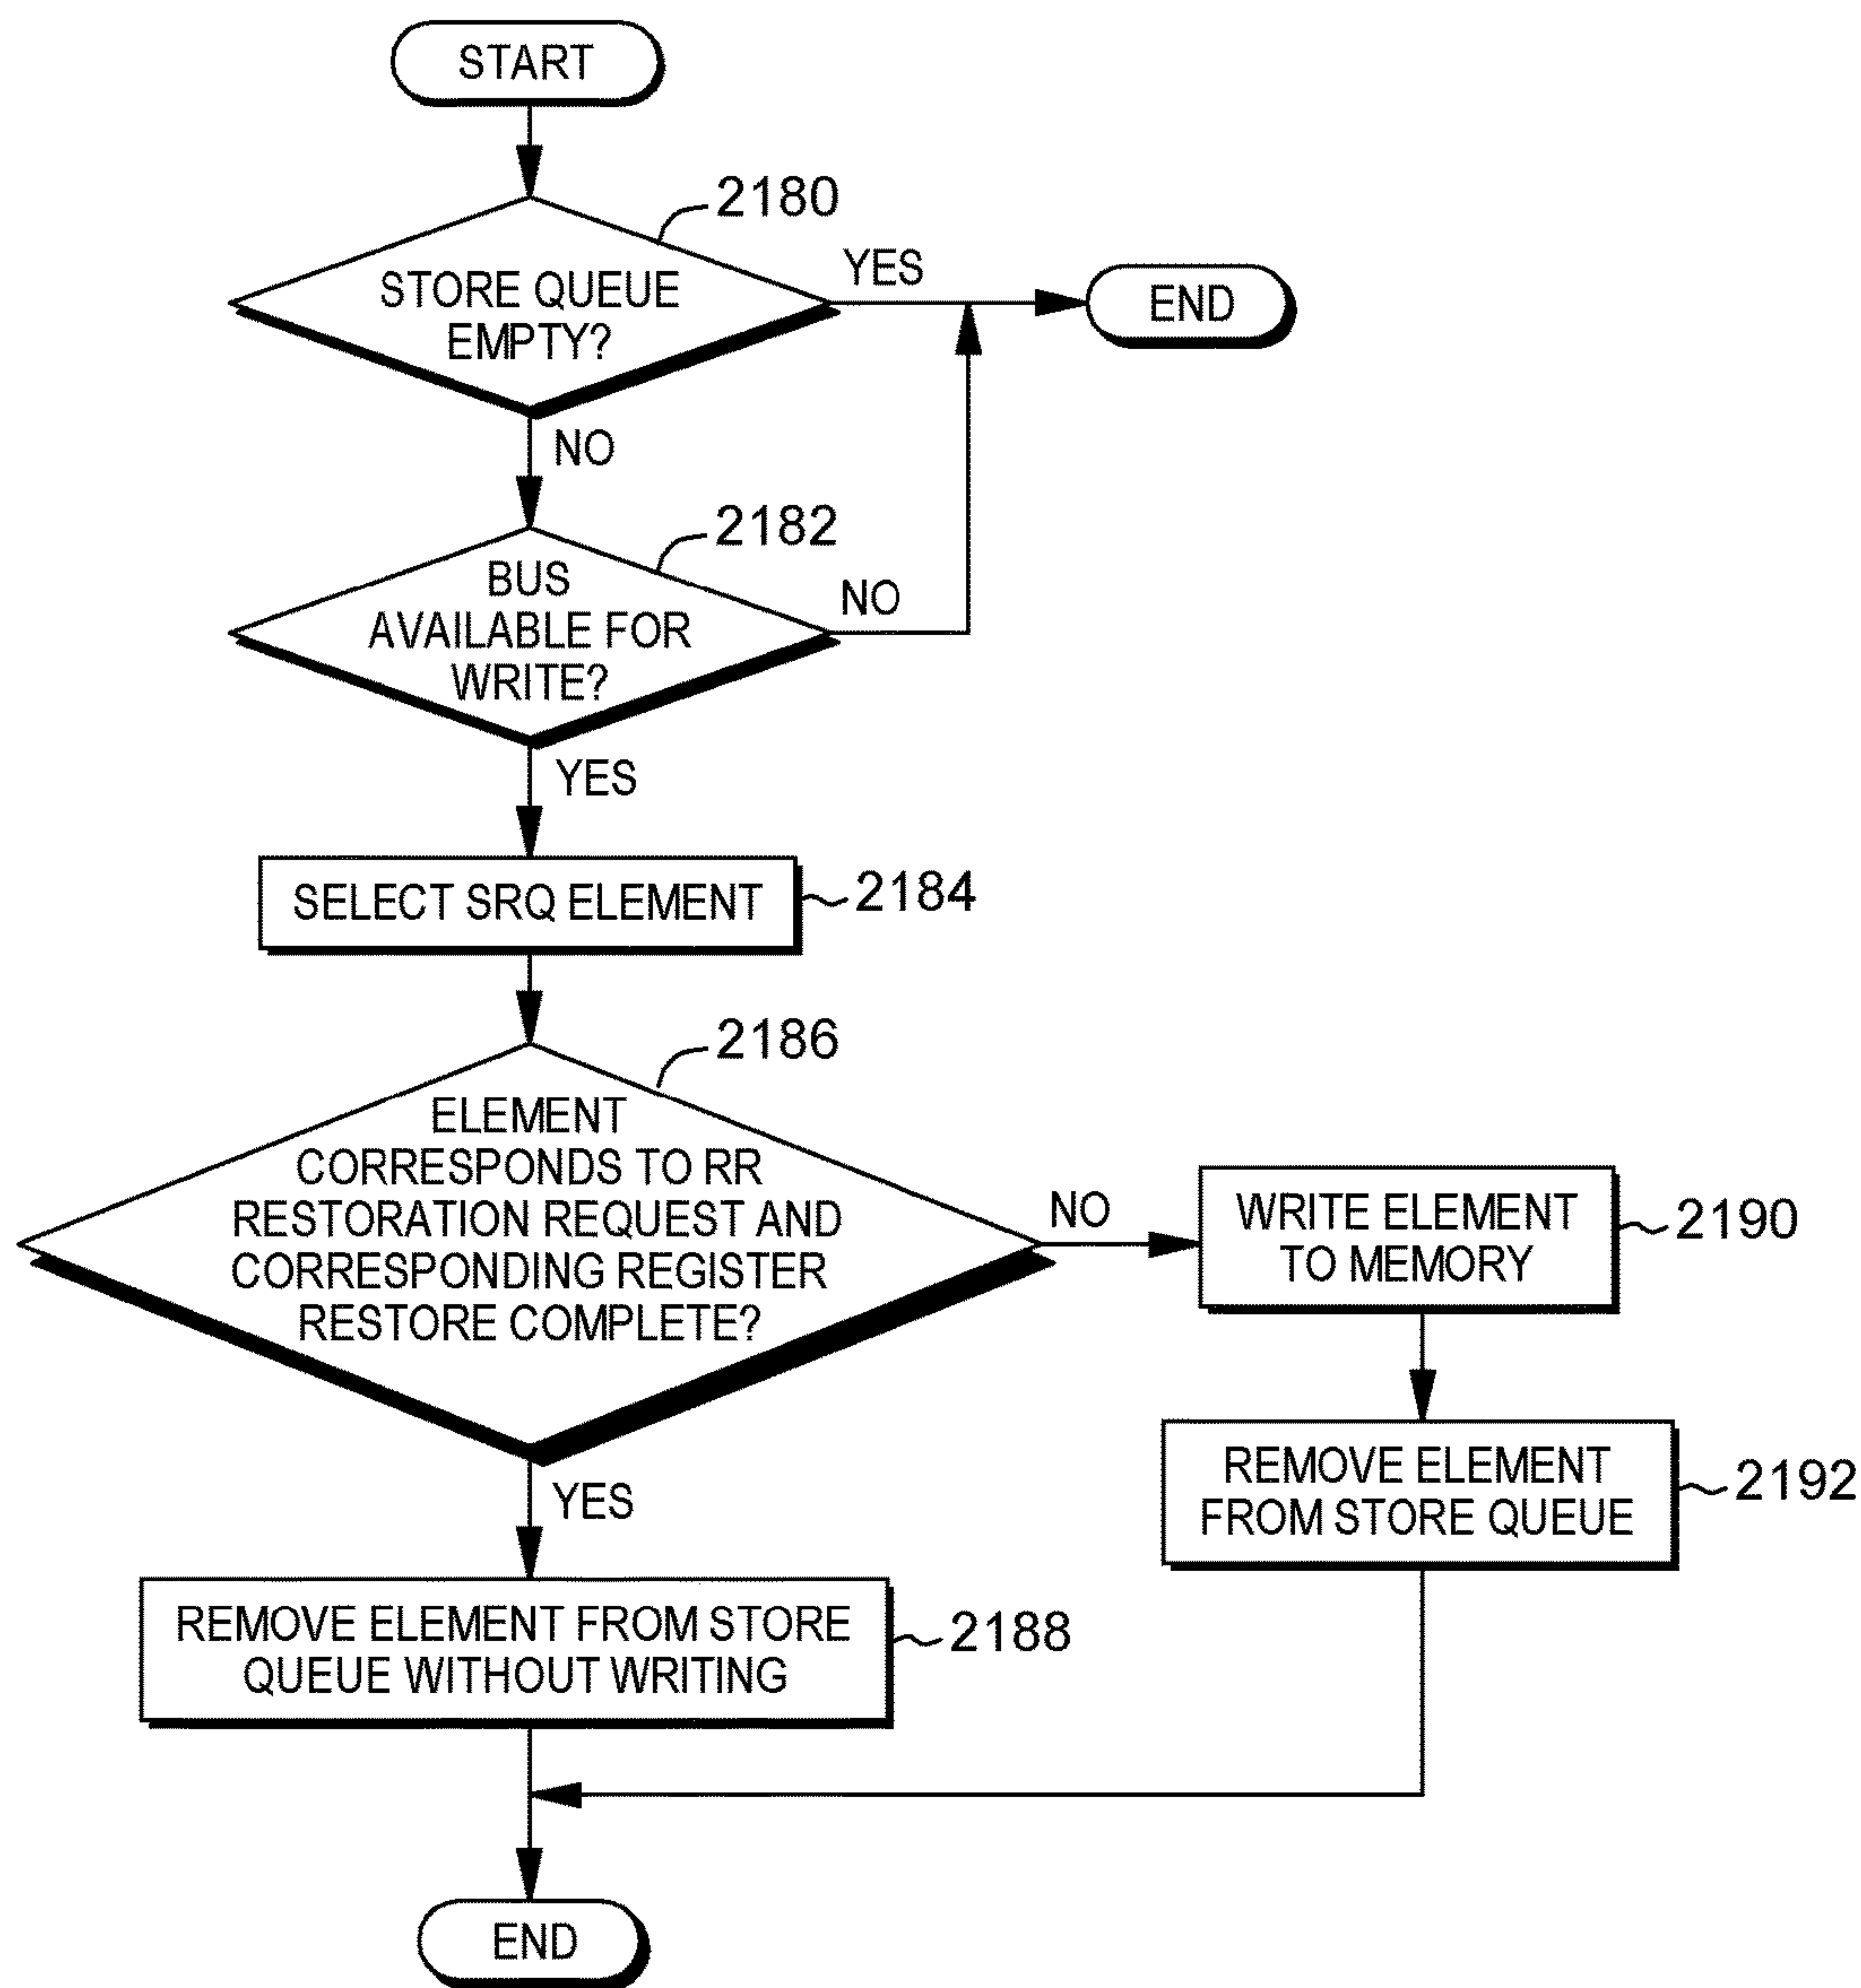 START
2180
STORE QUEUE
EMPTY?
YES
END
NO
2182
BUS
AVAILABLE FOR
WRITE?
NO
YES
SELECT SRQ ELEMENT
2184
2186
ELEMENT
CORRESPONDS TO RR
RESTORATION REQUEST AND
CORRESPONDING REGISTER
RESTORE COMPLETE?
NO
WRITE ELEMENT
TO MEMORY
2190
YES
REMOVE ELEMENT
FROM STORE QUEUE
2192
REMOVE ELEMENT FROM STORE
QUEUE WITHOUT WRITING
2188
END